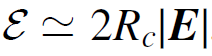 ℰ ≃ 2R_c|𝑬|